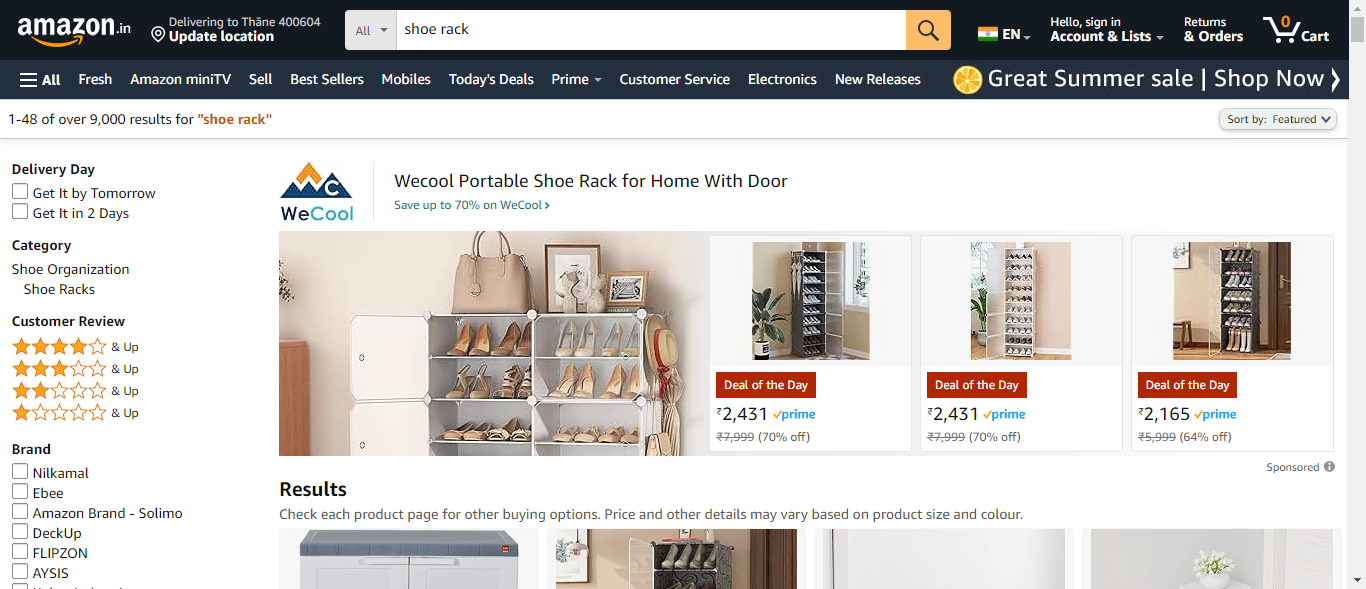 amazon.in
Delivering to Thāne 400604
Update location
All
shoe rack
EN
Hello, sign in
Account & Lists
Returns
& Orders
0
Cart
All
Fresh
Amazon miniTV
Sell
Best Sellers
Mobiles
Today's Deals
Prime
Customer Service
Electronics
New Releases
Great Summer sale | Shop Now
1-48 of over 9,000 results for "shoe rack"
Sort by: Featured
Delivery Day
Get It by Tomorrow
Get It in 2 Days
Category
Shoe Organization
Shoe Racks
Customer Review
& Up
& Up
& Up
& Up
Brand
Nilkamal
Ebee
Amazon Brand - Solimo
DeckUp
FLIPZON
AYSIS
WeCool
Wecool Portable Shoe Rack for Home With Door
Save up to 70% on WeCool
Deal of the Day
₹2,431 prime
₹7,999 (70% off)
Deal of the Day
₹2,431 prime
₹7,999 (70% off)
Deal of the Day
₹2,165 prime
₹5,999 (64% off)
Sponsored
Results
Check each product page for other buying options. Price and other details may vary based on product size and colour.